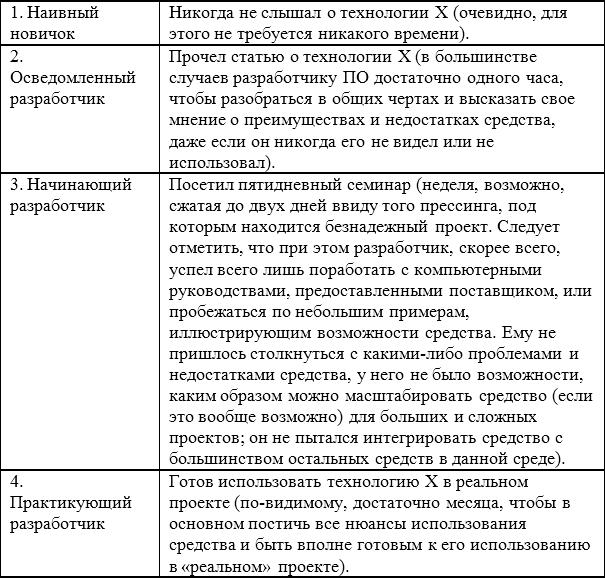 1. Наивный
новичок
Никогда не слышал о технологии X (очевидно, для
этого не требуется никакого времени).
2.
Осведомленный
разработчик
Прочел статью о технологии X (в большинстве
случаев разработчику ПО достаточно одного часа,
чтобы разобраться в общих чертах и высказать свое
мнение о преимуществах и недостатках средства,
даже если он никогда его не видел или не
использовал).
3. Начинающий
разработчик
Посетил пятидневный семинар (неделя, возможно,
сжатая до двух дней ввиду того прессинга, под
которым находится безнадежный проект. Следует
отметить, что при этом разработчик, скорее всего,
успел всего лишь поработать с компьютерными
руководствами, предоставленными поставщиком, или
пробежаться по небольшим примерам,
иллюстрирующим возможности средства. Ему не
пришлось столкнуться с какими-либо проблемами и
недостатками средства, у него не было возможности,
каким образом можно масштабировать средство (если
это вообще возможно) для больших и сложных
проектов; он не пытался интегрировать средство с
большинством остальных средств в данной среде).
4.
Практикующий
разработчик
Готов использовать технологию X в реальном
проекте (по-видимому, достаточно месяца, чтобы в
основном постичь все нюансы использования
средства и быть вполне готовым к его использованию
в «реальном» проекте).